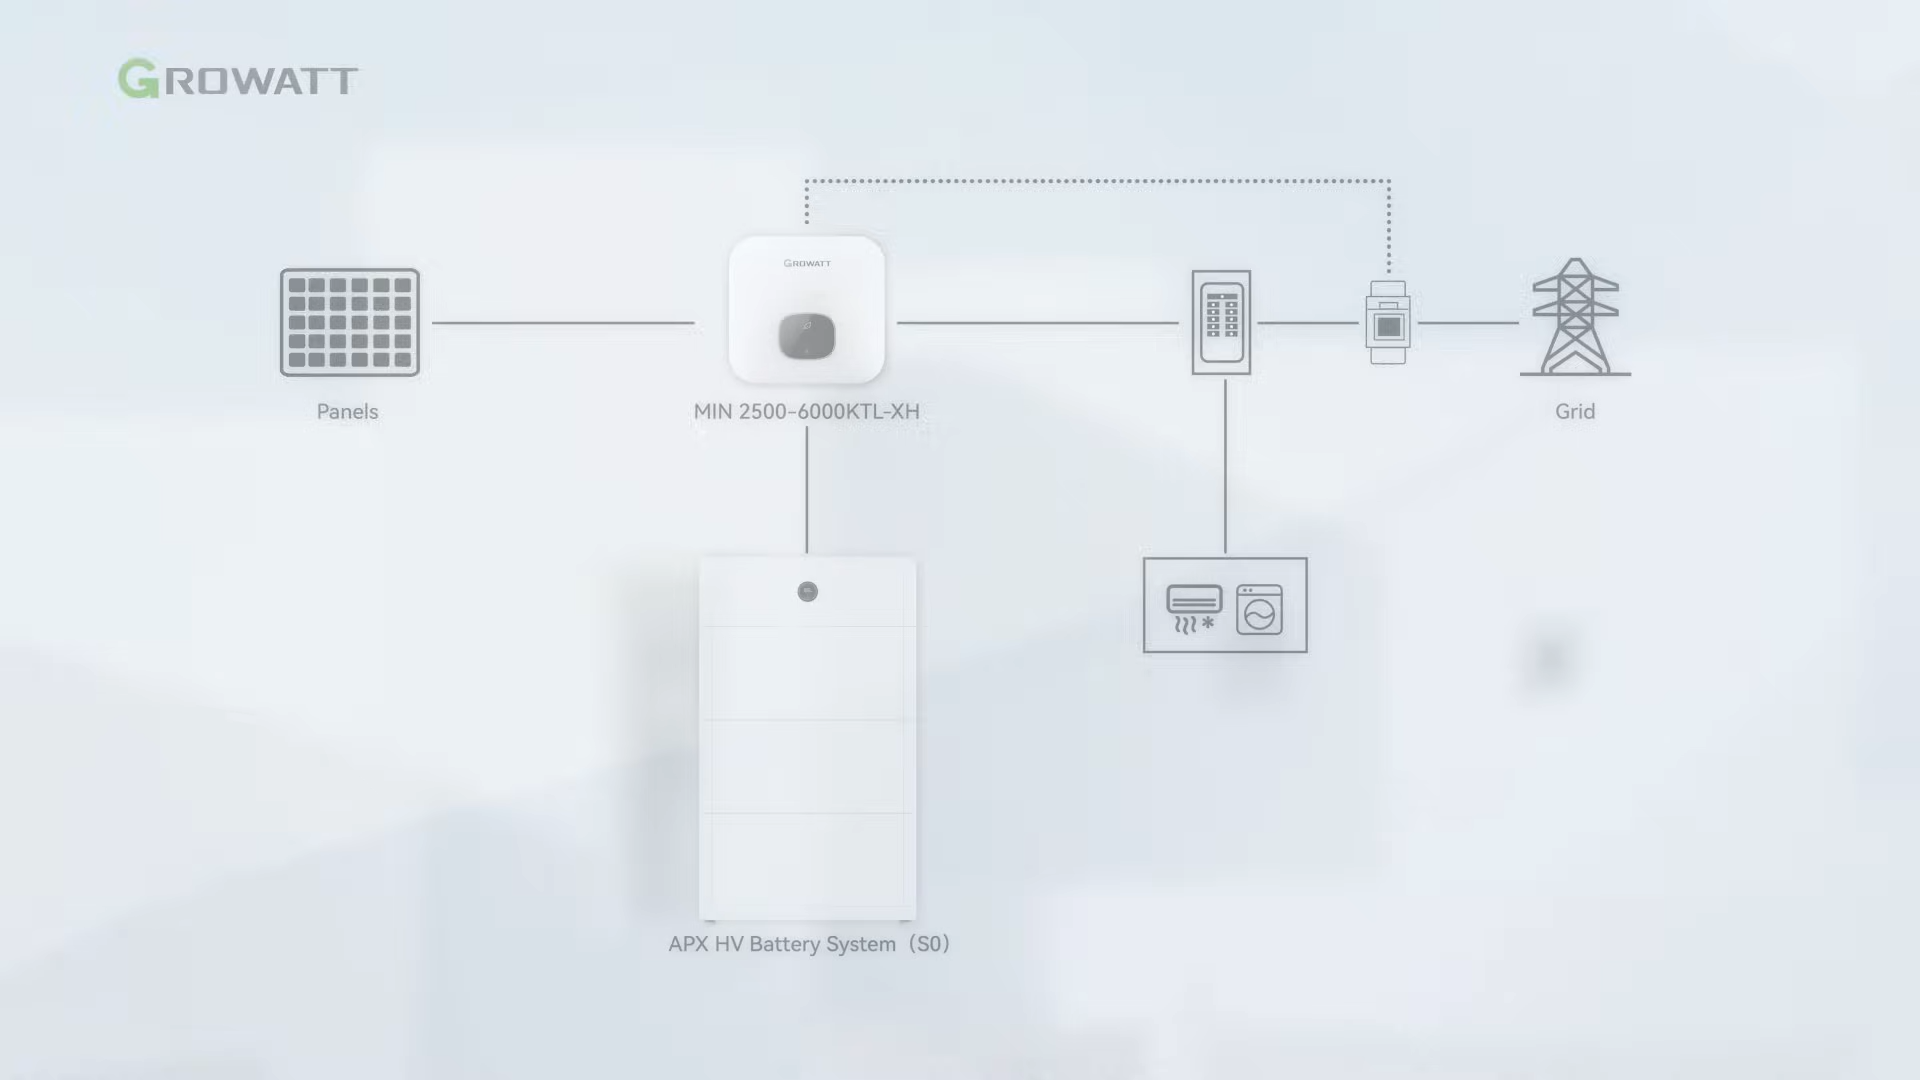 GROWATT
GROWATT
Panels
MIN 2500-6000KTL-XH
Grid
APX HV Battery System（S0）